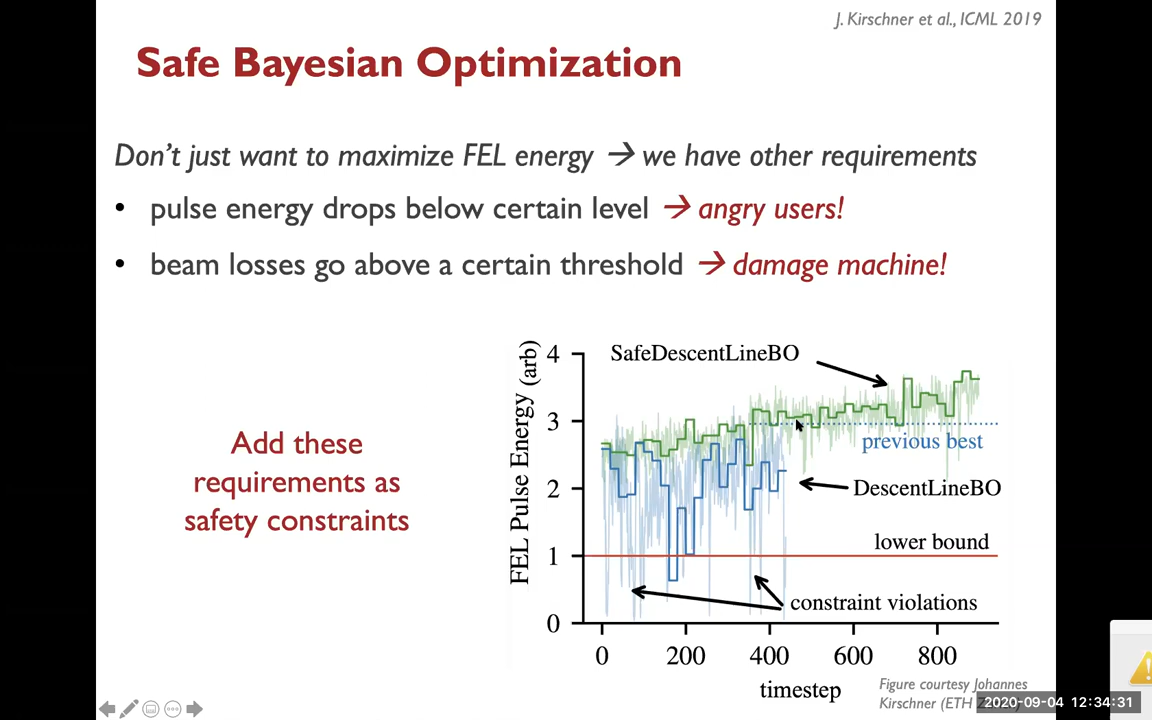 J. Kirschner et al., ICML 2019
Safe Bayesian Optimization
Don't just want to maximize FEL energy → we have other requirements
• pulse energy drops below certain level → angry users!
• beam losses go above a certain threshold → damage machine!
Add these
requirements as
safety constraints
FEL Pulse Energy (arb)
4
3
2
1
0
SafeDescentLineBO
previous best
DescentLineBO
lower bound
constraint violations
0 200 400 600 800
timestep
Figure courtesy Johannes
Kirschner (ETH
2020-09-04 12:34:31